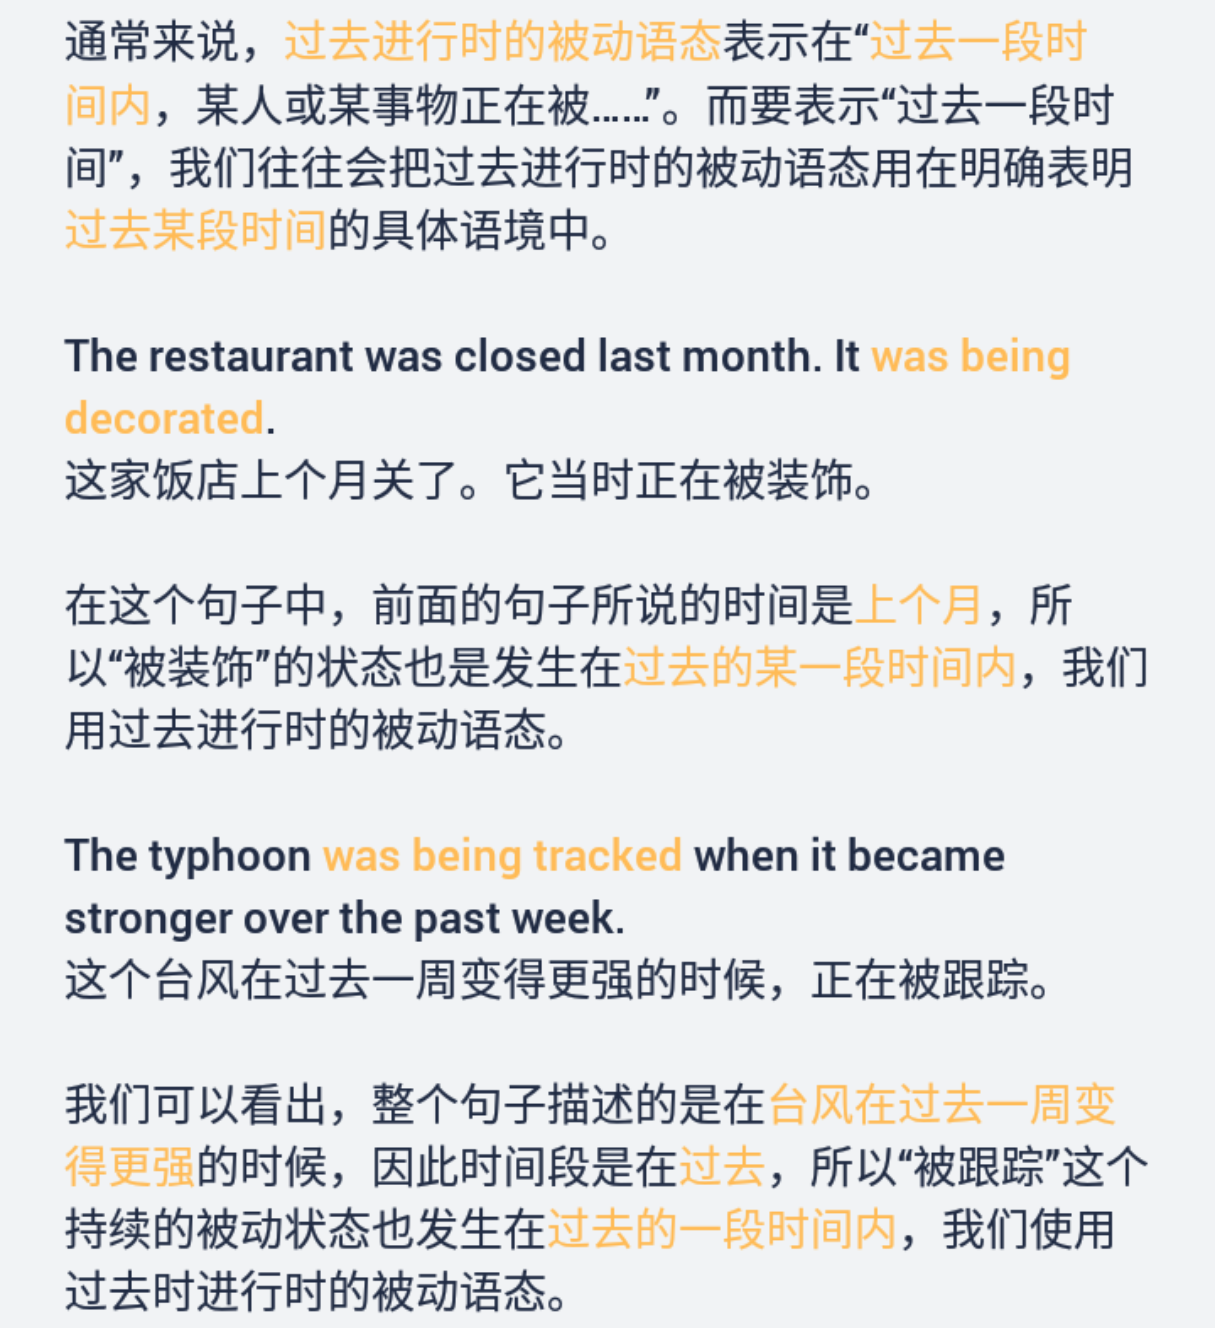 通常来说，过去进行时的被动语态表示在“过去一段时
间内，某人或某事物正在被……”。而要表示“过去一段时
间”，我们往往会把过去进行时的被动语态用在明确表明
过去某段时间的具体语境中。
The restaurant was closed last month. It was being
decorated.
这家饭店上个月关了。它当时正在被装饰。
在这个句子中，前面的句子所说的时间是上个月，所
以“被装饰”的状态也是发生在过去的某一段时间内，我们
用过去进行时的被动语态。
The typhoon was being tracked when it became
stronger over the past week.
这个台风在过去一周变得更强的时候，正在被跟踪。
我们可以看出，整个句子描述的是在台风在过去一周变
得更强的时候，因此时间段是在过去，所以“被跟踪”这个
持续的被动状态也发生在过去的一段时间内，我们使用
过去时进行时的被动语态。